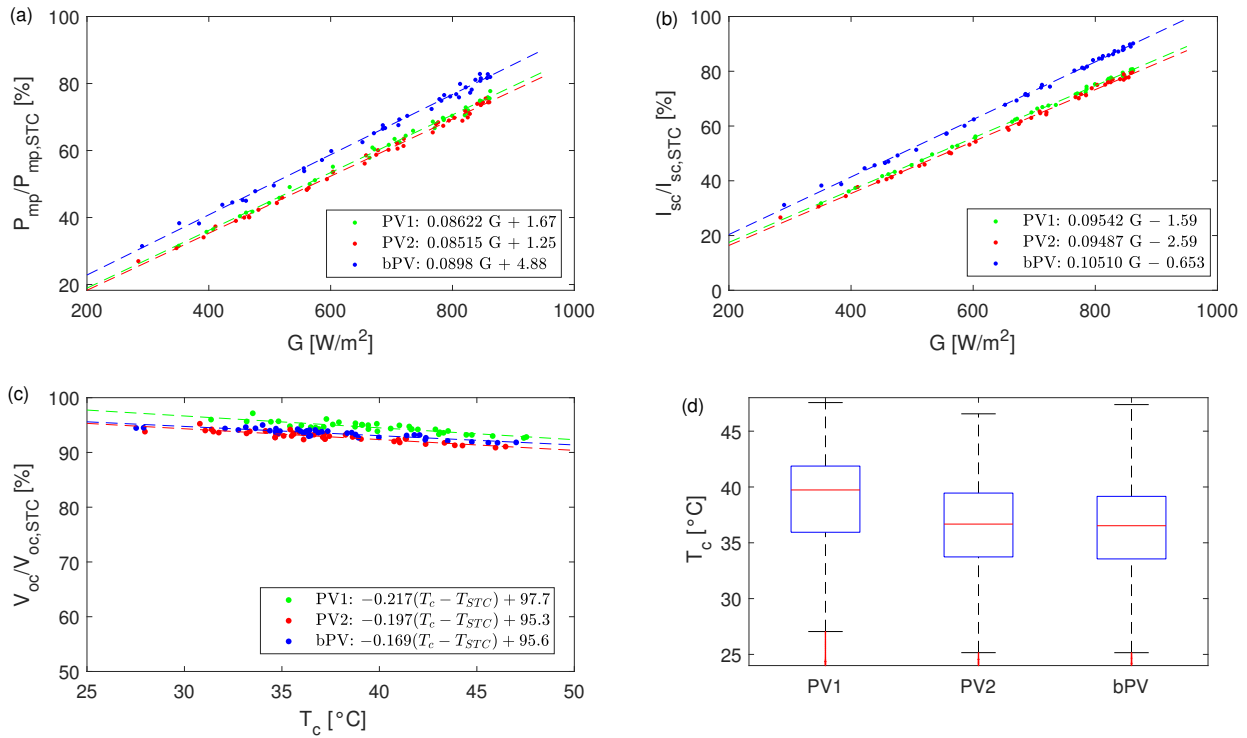 (a)
100
80
60
40
20
200 400 600 800 1000
P_mp/P_mp,STC [%]
G [W/m²]
PV1: 0.08622 G + 1.67
PV2: 0.08515 G + 1.25
bPV: 0.0898 G + 4.88
(b)
100
80
60
40
20
0
200 400 600 800 1000
I_sc/I_sc,STC [%]
G [W/m²]
PV1: 0.09542 G − 1.59
PV2: 0.09487 G − 2.59
bPV: 0.10510 G − 0.653
(c)
100
90
80
70
60
50
25 30 35 40 45 50
V_oc/V_oc,STC [%]
T_c [°C]
PV1: −0.217(T_c − T_STC) + 97.7
PV2: −0.197(T_c − T_STC) + 95.3
bPV: −0.169(T_c − T_STC) + 95.6
(d)
45
40
35
30
25
T_c [°C]
PV1 PV2 bPV